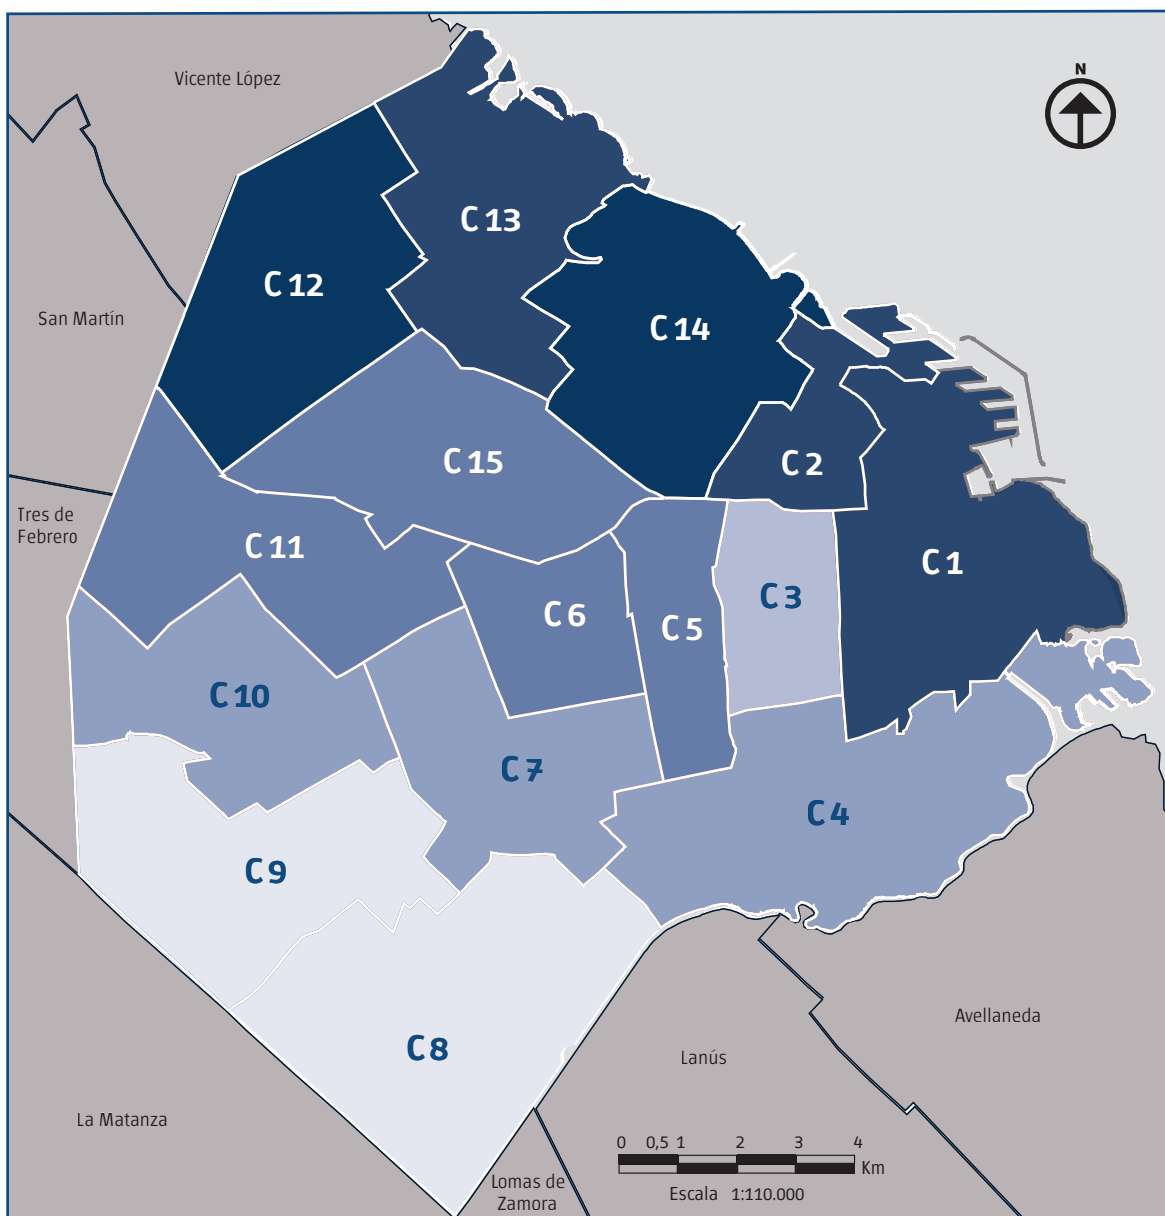 N
Vicente López
C 13
C 12
San Martín
C 14
C 15
C 2
Tres de
Febrero
C 11
C 1
C 3
C 6
C 5
C 10
C 7
C 4
C 9
Avellaneda
C 8
Lanús
La Matanza
0 0,5 1 2 3 4
Km
Lomas de
Zamora
Escala 1:110.000